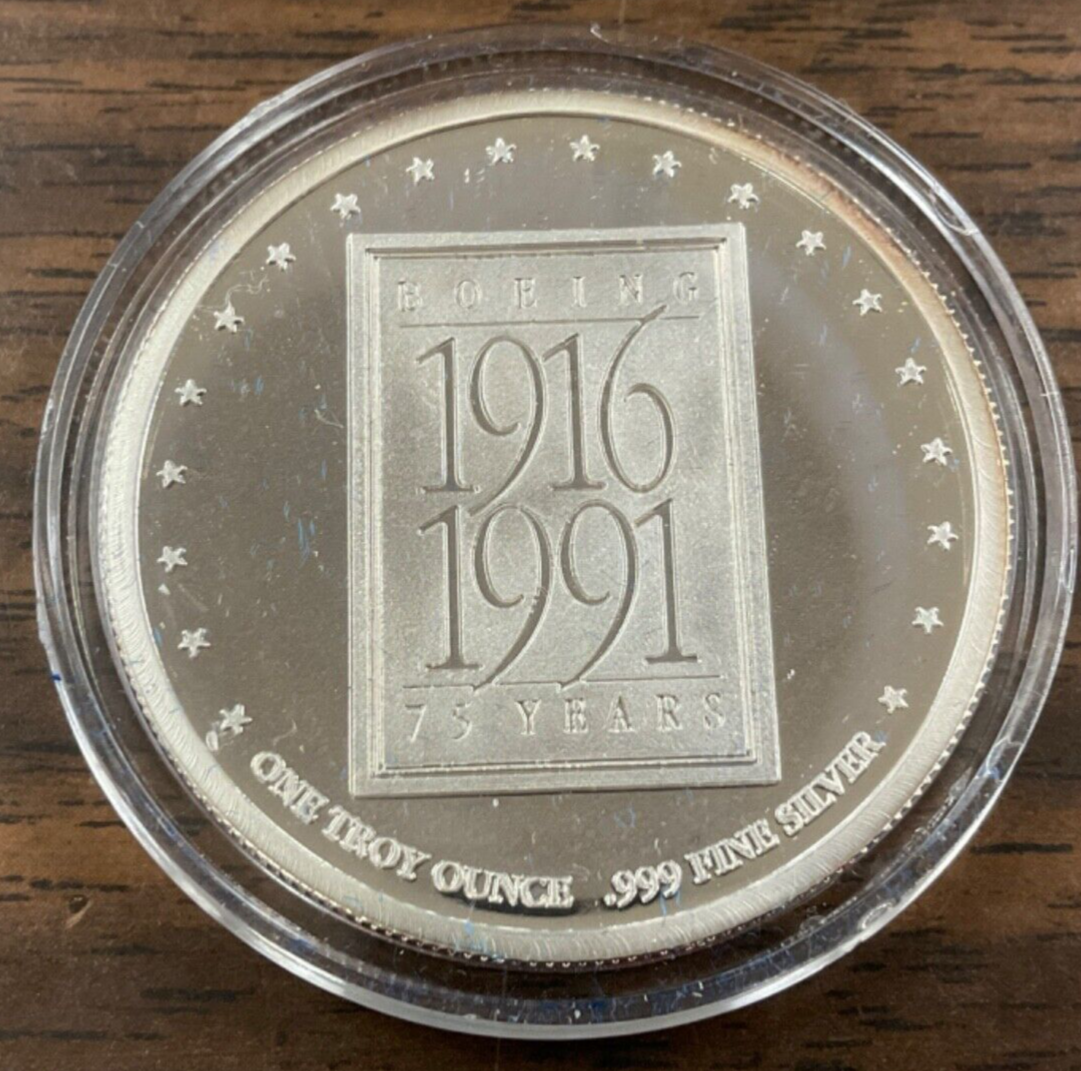 BOEING
1916
1991
75 YEARS
ONE TROY OUNCE .999 FINE SILVER